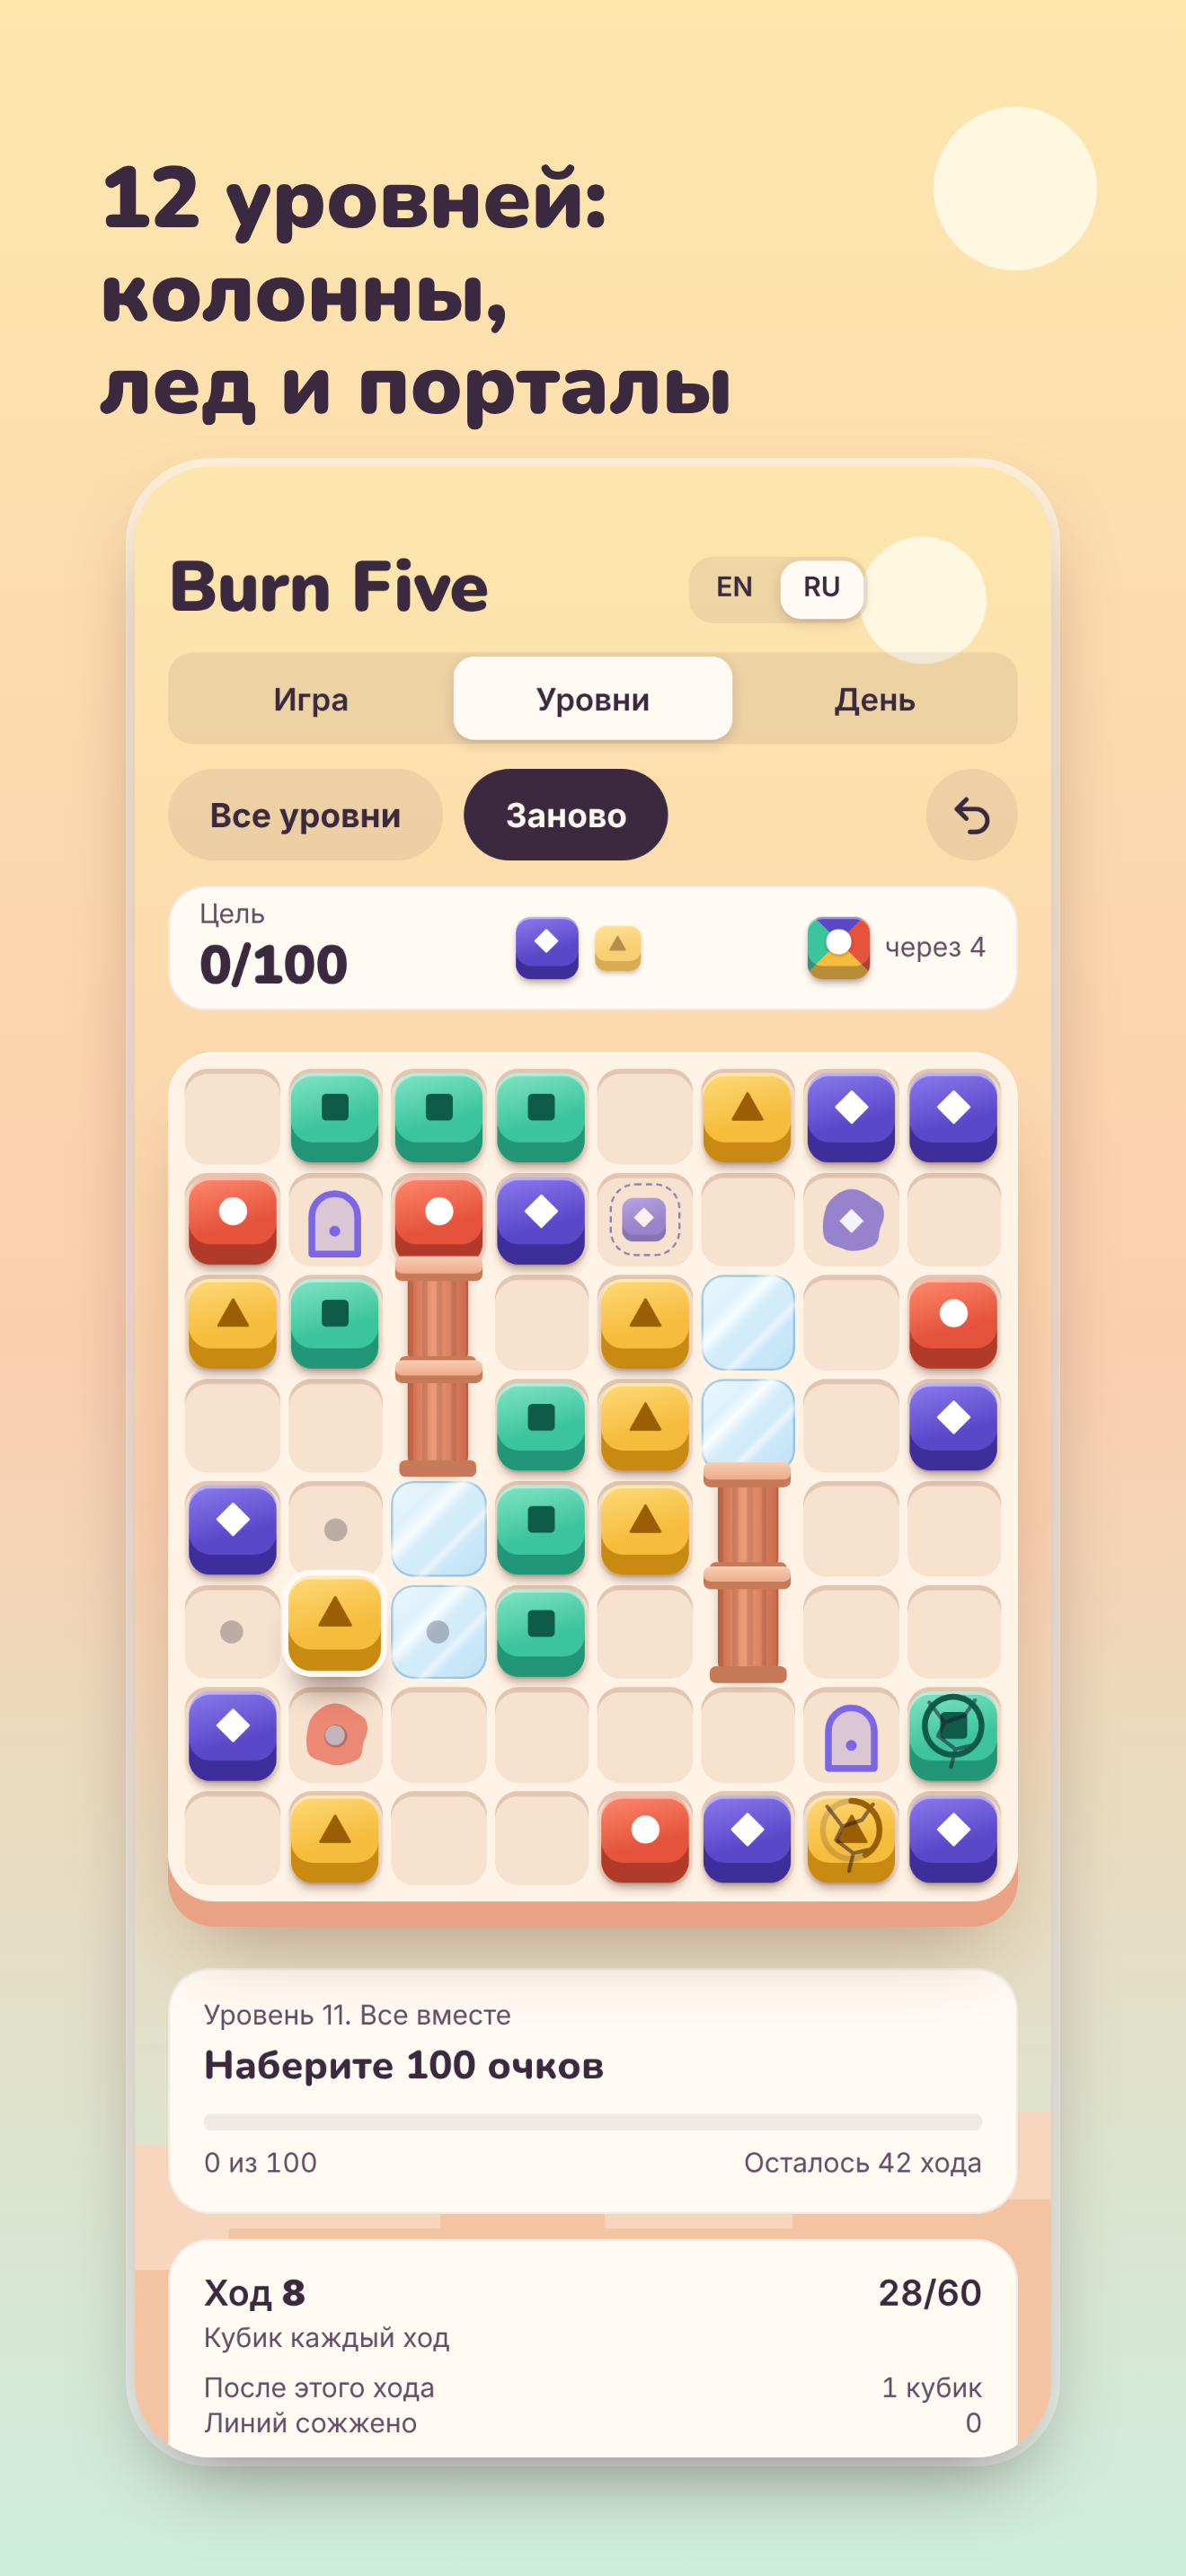 12 уровней:
колонны,
лед и порталы
Burn Five
EN RU
Игра Уровни День
Все уровни Заново
Цель
0/100
через 4
Уровень 11. Все вместе
Наберите 100 очков
0 из 100 Осталось 42 хода
Ход 8 28/60
Кубик каждый ход
После этого хода 1 кубик
Линий сожжено 0